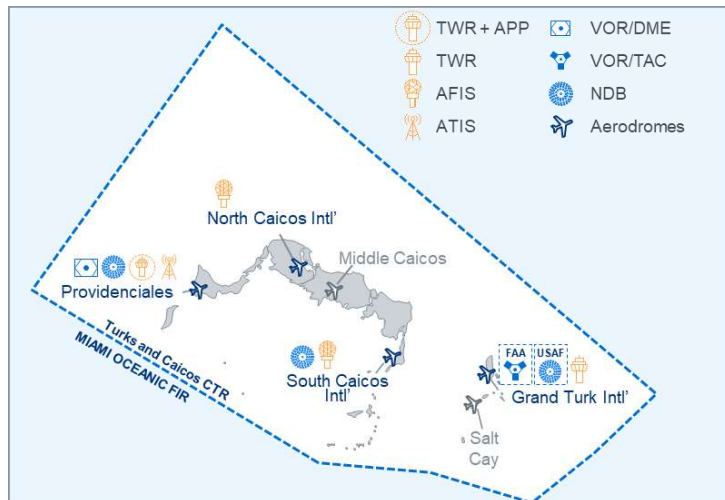 TWR + APP
VOR/DME
TWR
VOR/TAC
AFIS
NDB
ATIS
Aerodromes
North Caicos Intl’
Middle Caicos
Providenciales
Turks and Caicos CTR
MIAMI OCEANIC FIR
South Caicos
Intl’
FAA
USAF
Grand Turk Intl’
Salt
Cay